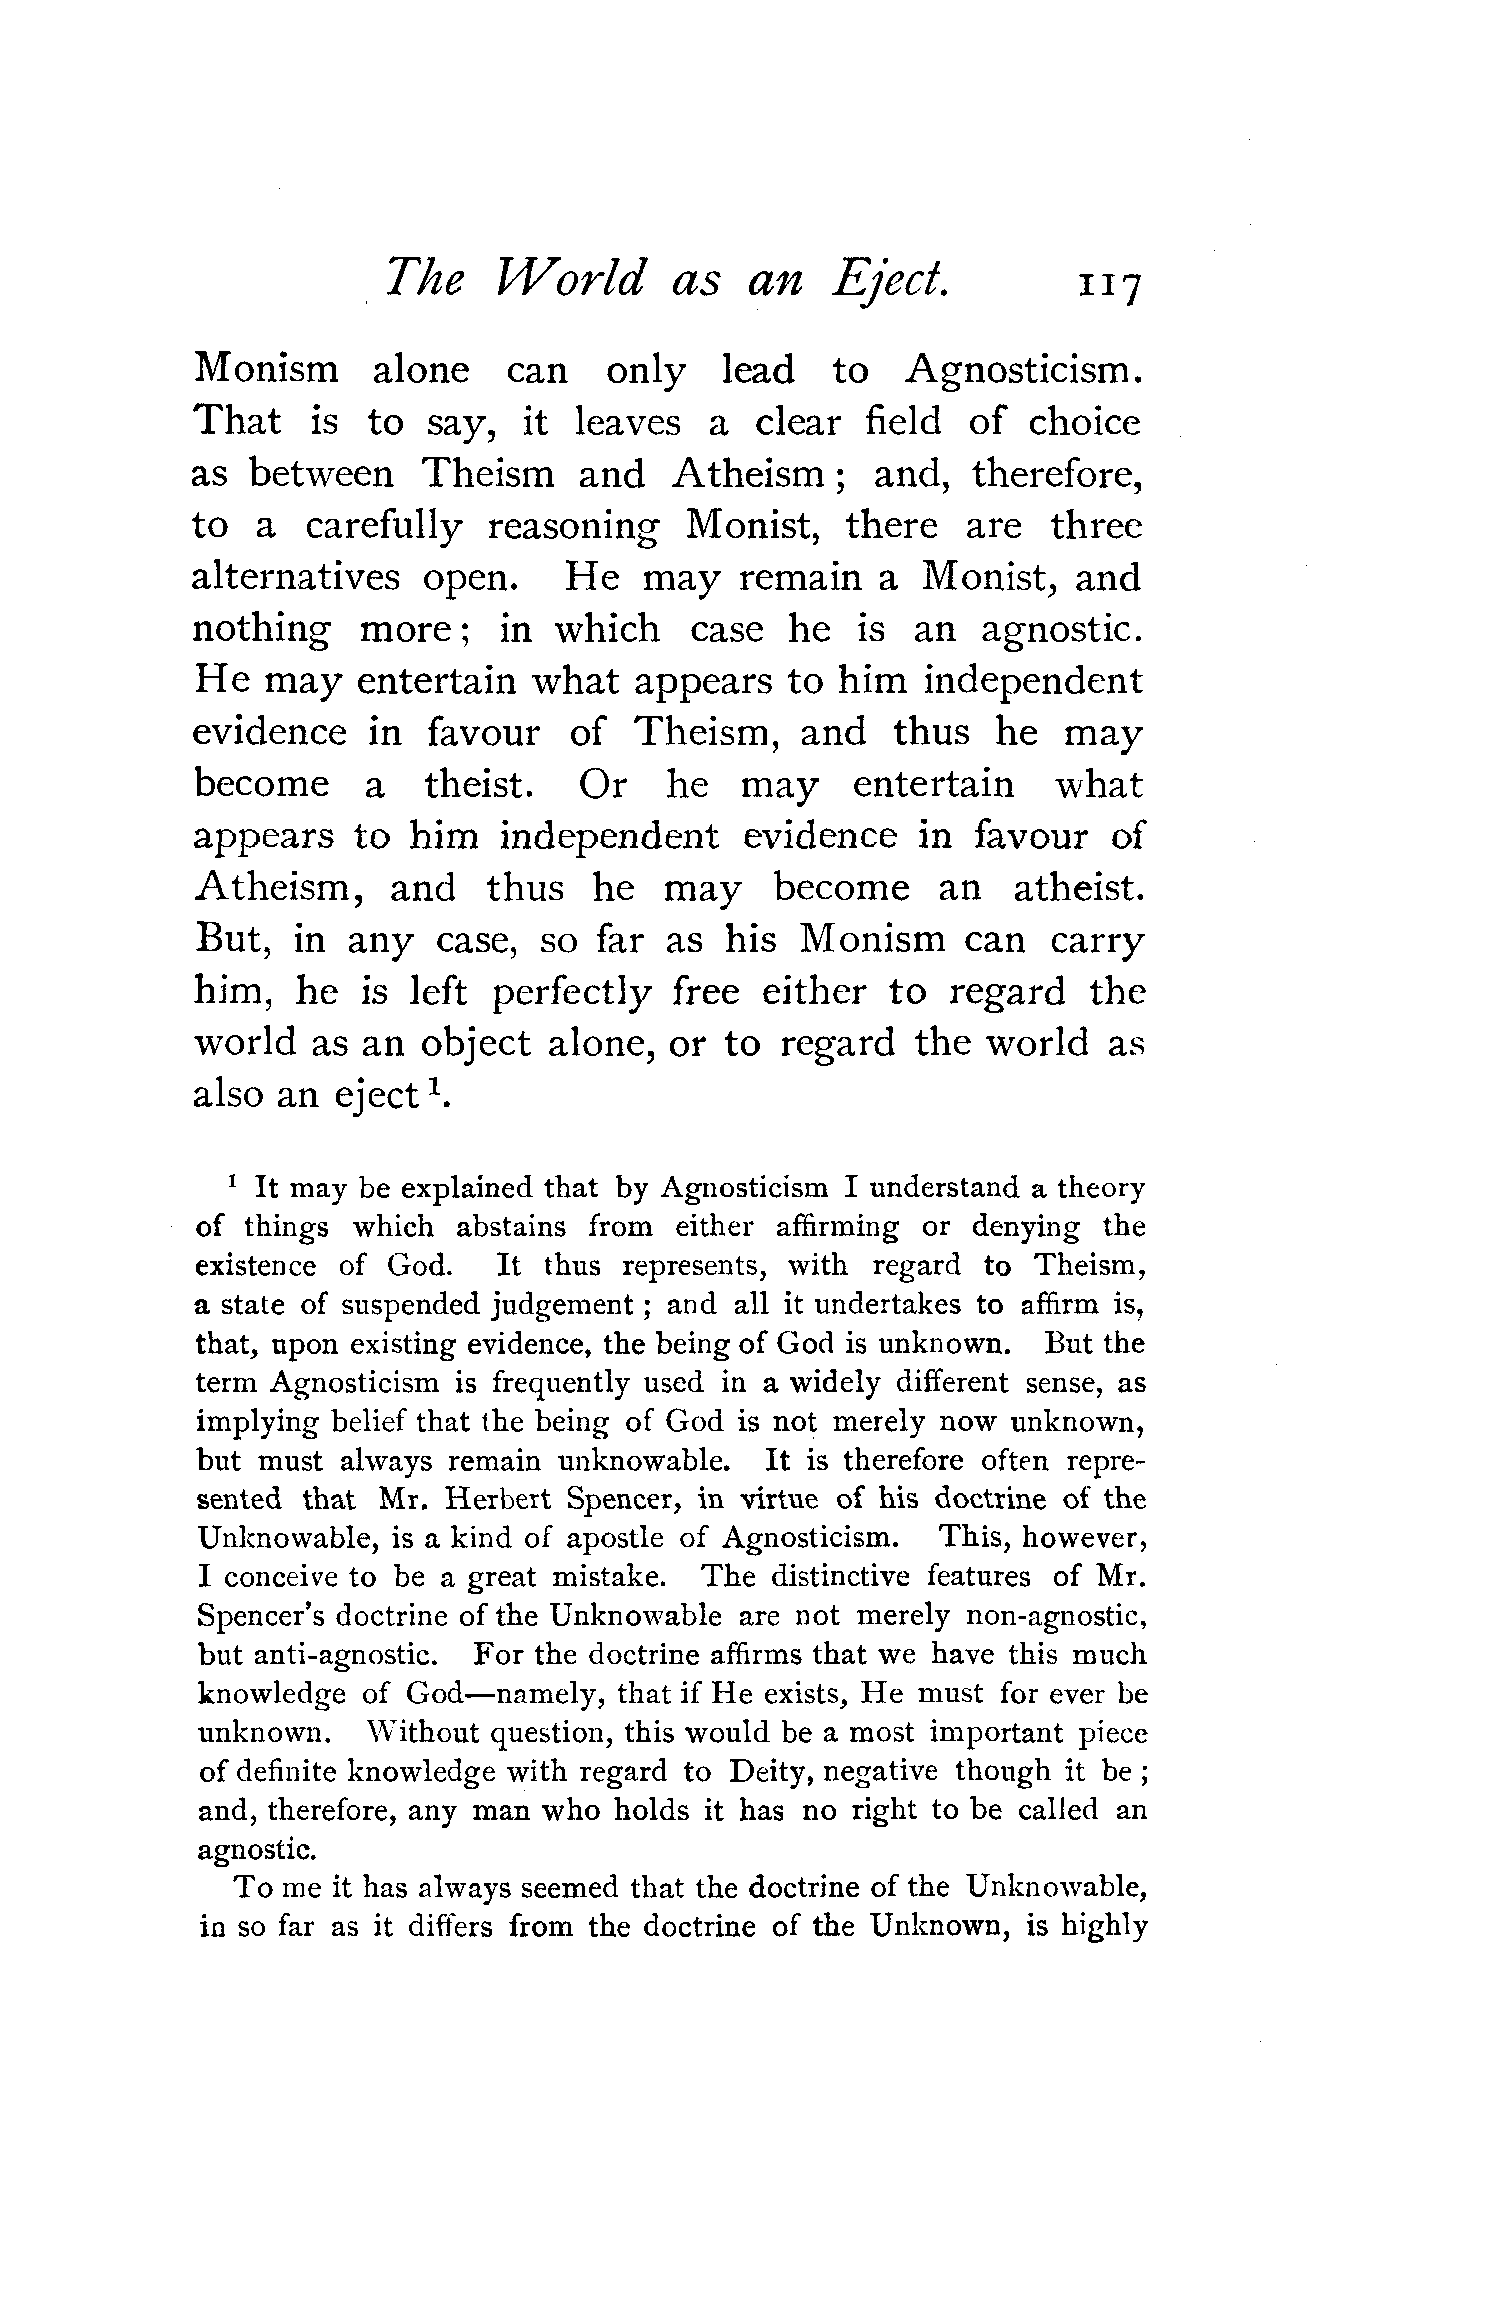 The World as an Eject. 117
Monism alone can only lead to Agnosticism.
That is to say, it leaves a clear field of choice
as between Theism and Atheism ; and, therefore,
to a carefully reasoning Monist, there are three
alternatives open. He may remain a Monist, and
nothing more ; in which case he is an agnostic.
He may entertain what appears to him independent
evidence in favour of Theism, and thus he may
become a theist. Or he may entertain what
appears to him independent evidence in favour of
Atheism, and thus he may become an atheist.
But, in any case, so far as his Monism can carry
him, he is left perfectly free either to regard the
world as an object alone, or to regard the world as
also an eject ¹.
¹ It may be explained that by Agnosticism I understand a theory
of things which abstains from either affirming or denying the
existence of God. It thus represents, with regard to Theism,
a state of suspended judgement ; and all it undertakes to affirm is,
that, upon existing evidence, the being of God is unknown. But the
term Agnosticism is frequently used in a widely different sense, as
implying belief that the being of God is not merely now unknown,
but must always remain unknowable. It is therefore often repre-
sented that Mr. Herbert Spencer, in virtue of his doctrine of the
Unknowable, is a kind of apostle of Agnosticism. This, however,
I conceive to be a great mistake. The distinctive features of Mr.
Spencer's doctrine of the Unknowable are not merely non-agnostic,
but anti-agnostic. For the doctrine affirms that we have this much
knowledge of God—namely, that if He exists, He must for ever be
unknown. Without question, this would be a most important piece
of definite knowledge with regard to Deity, negative though it be ;
and, therefore, any man who holds it has no right to be called an
agnostic.
To me it has always seemed that the doctrine of the Unknowable,
in so far as it differs from the doctrine of the Unknown, is highly